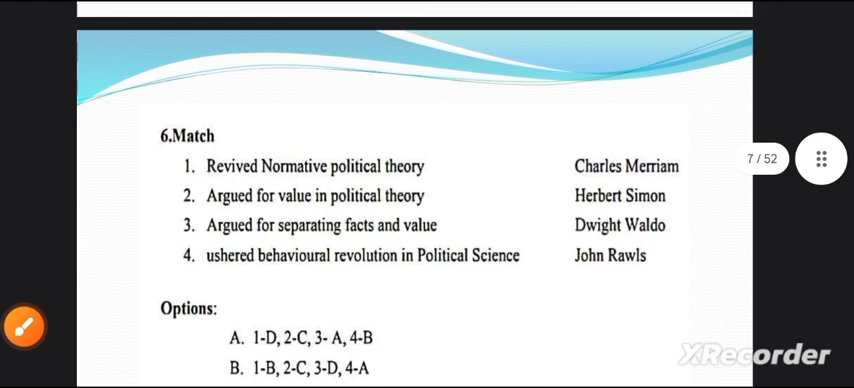 6.Match
1. Revived Normative political theory Charles Merriam
2. Argued for value in political theory Herbert Simon
3. Argued for separating facts and value Dwight Waldo
4. ushered behavioural revolution in Political Science John Rawls
7 / 52
Options:
A. 1-D, 2-C, 3- A, 4-B
B. 1-B, 2-C, 3-D, 4-A
XRecorder